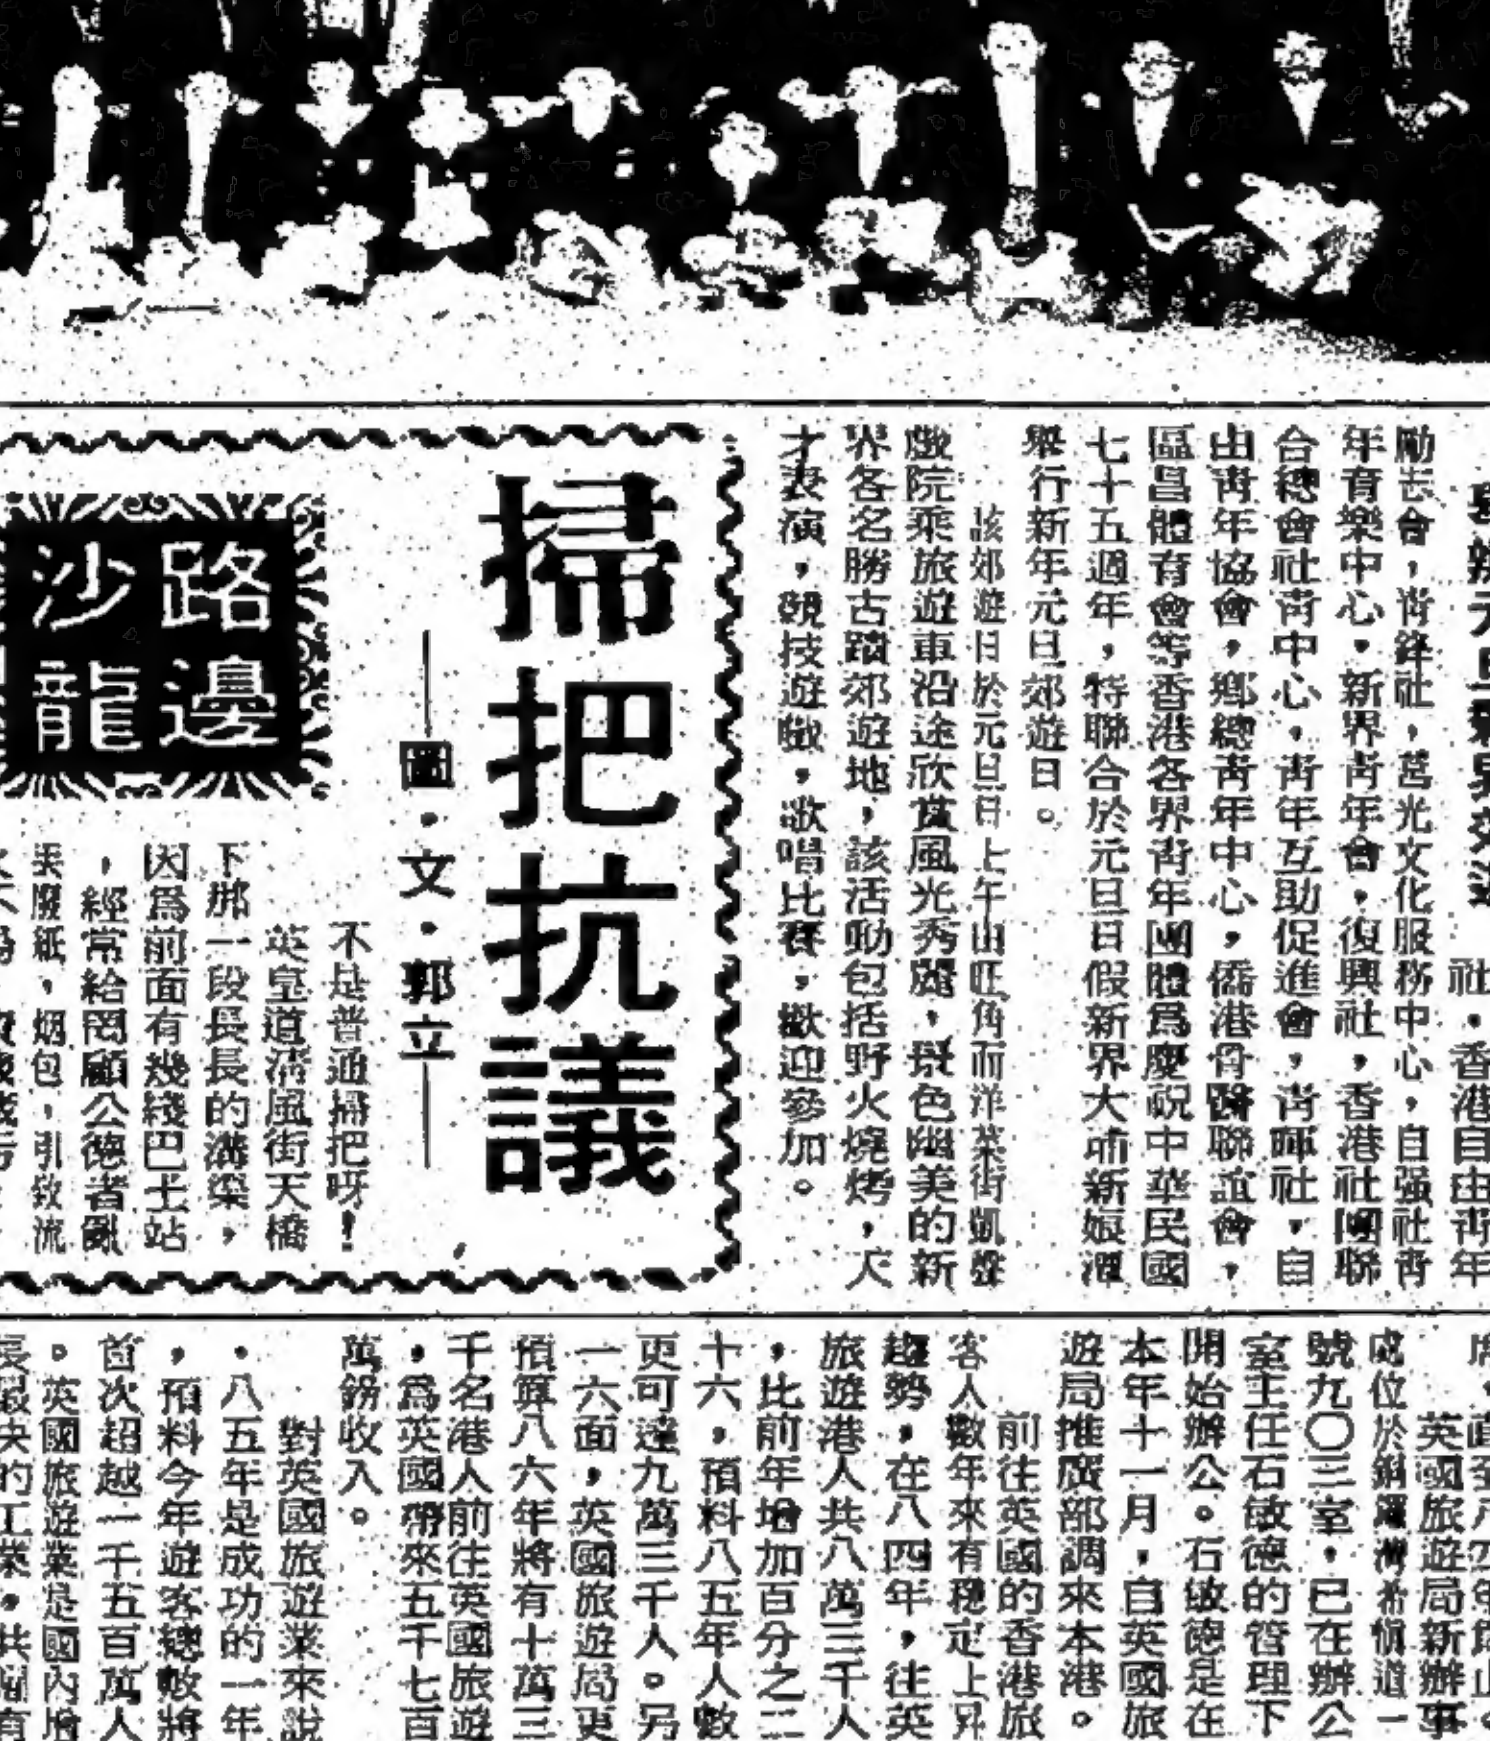 社・香港自由青年
勵志會，青鋒社，莒光文化服務中心，自强社青
年育樂中心・新界青年會，復興社，香港社團聯
合總會社青中心，青年互助促進會，青暉社，自
由青年協會，鄉總青年中心，僑港骨醫聯誼會，
區昌體育會等香港各界青年團體爲慶祝中華民國
七十五週年，特聯合於元旦日假新界大埔新娘潭
舉行新年元旦郊遊日。
該郊遊日於元旦日上午由旺角西洋菜街凱聲
戲院乘旅遊車沿途欣賞風光秀麗，景色幽美的新
界各名勝古蹟郊遊地，該活動包括野火燒烤，天
才表演，競技遊戲，歌唱比賽，歡迎參加。
掃把抗議
圖・文・郭立
路邊
沙龍
不是普通掃把呀！
英皇道清風街天橋
下那一段長長的溝渠，
因爲前面有幾綫巴士站
，經常給罔顧公德者亂
丟廢紙，烟包，引致流
英國旅遊局新辦事
處位於銅鑼灣希愼道一
號九〇三室，已在辦公
室主任石敏德的管理下
開始辦公。石敏德是在
本年十一月，自英國旅
遊局推廣部調來本港。
前往英國的香港旅
客人數年來有穩定上昇
趨勢，在八四年，往英
旅遊港人共八萬三千人
，比前年增加百分之二
十六，預料八五年人數
更可達九萬三千人。另
一六面，英國旅遊局更
預算八六年將有十萬三
千名港人前往英國旅遊
，爲英國帶來五千七百
萬鎊收入。
對英國旅遊業來說
，八五年是成功的一年
，預料今年遊客總數將
首次超越一千五百萬人
。英國旅遊業是國內增
長最快的工業，共僱有